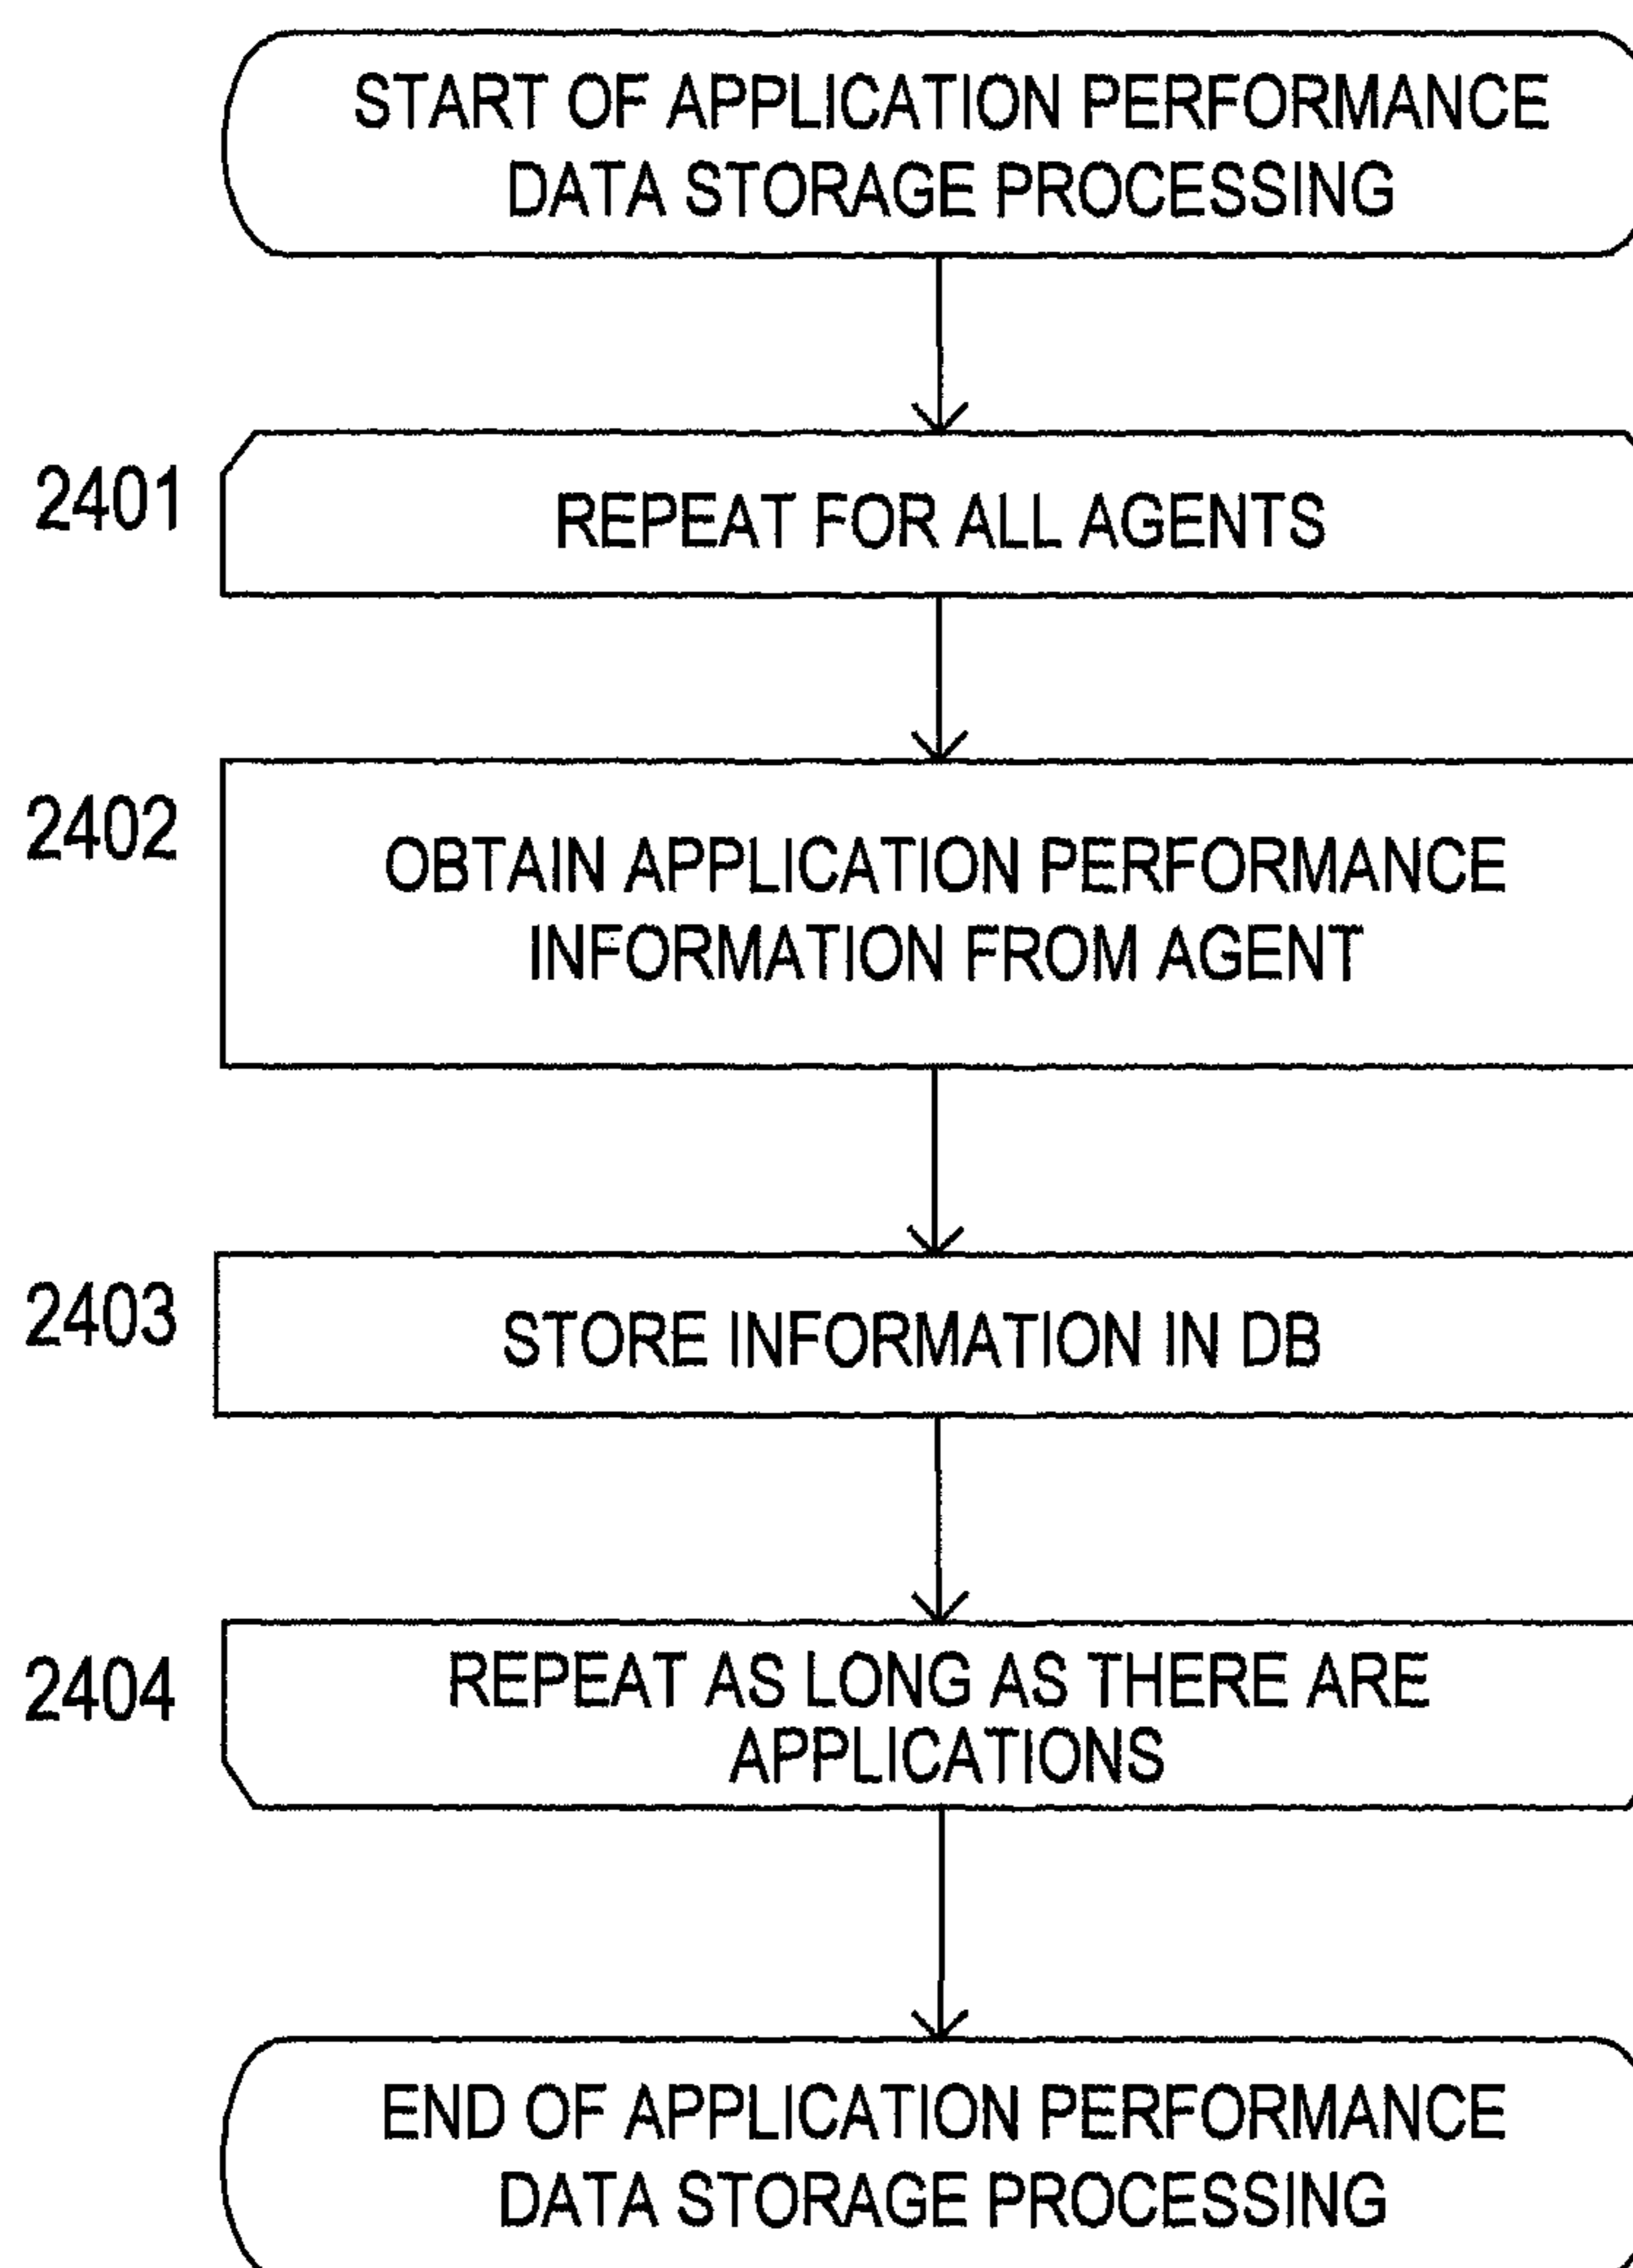 START OF APPLICATION PERFORMANCE
DATA STORAGE PROCESSING
2401
REPEAT FOR ALL AGENTS
2402
OBTAIN APPLICATION PERFORMANCE
INFORMATION FROM AGENT
2403
STORE INFORMATION IN DB
2404
REPEAT AS LONG AS THERE ARE
APPLICATIONS
END OF APPLICATION PERFORMANCE
DATA STORAGE PROCESSING